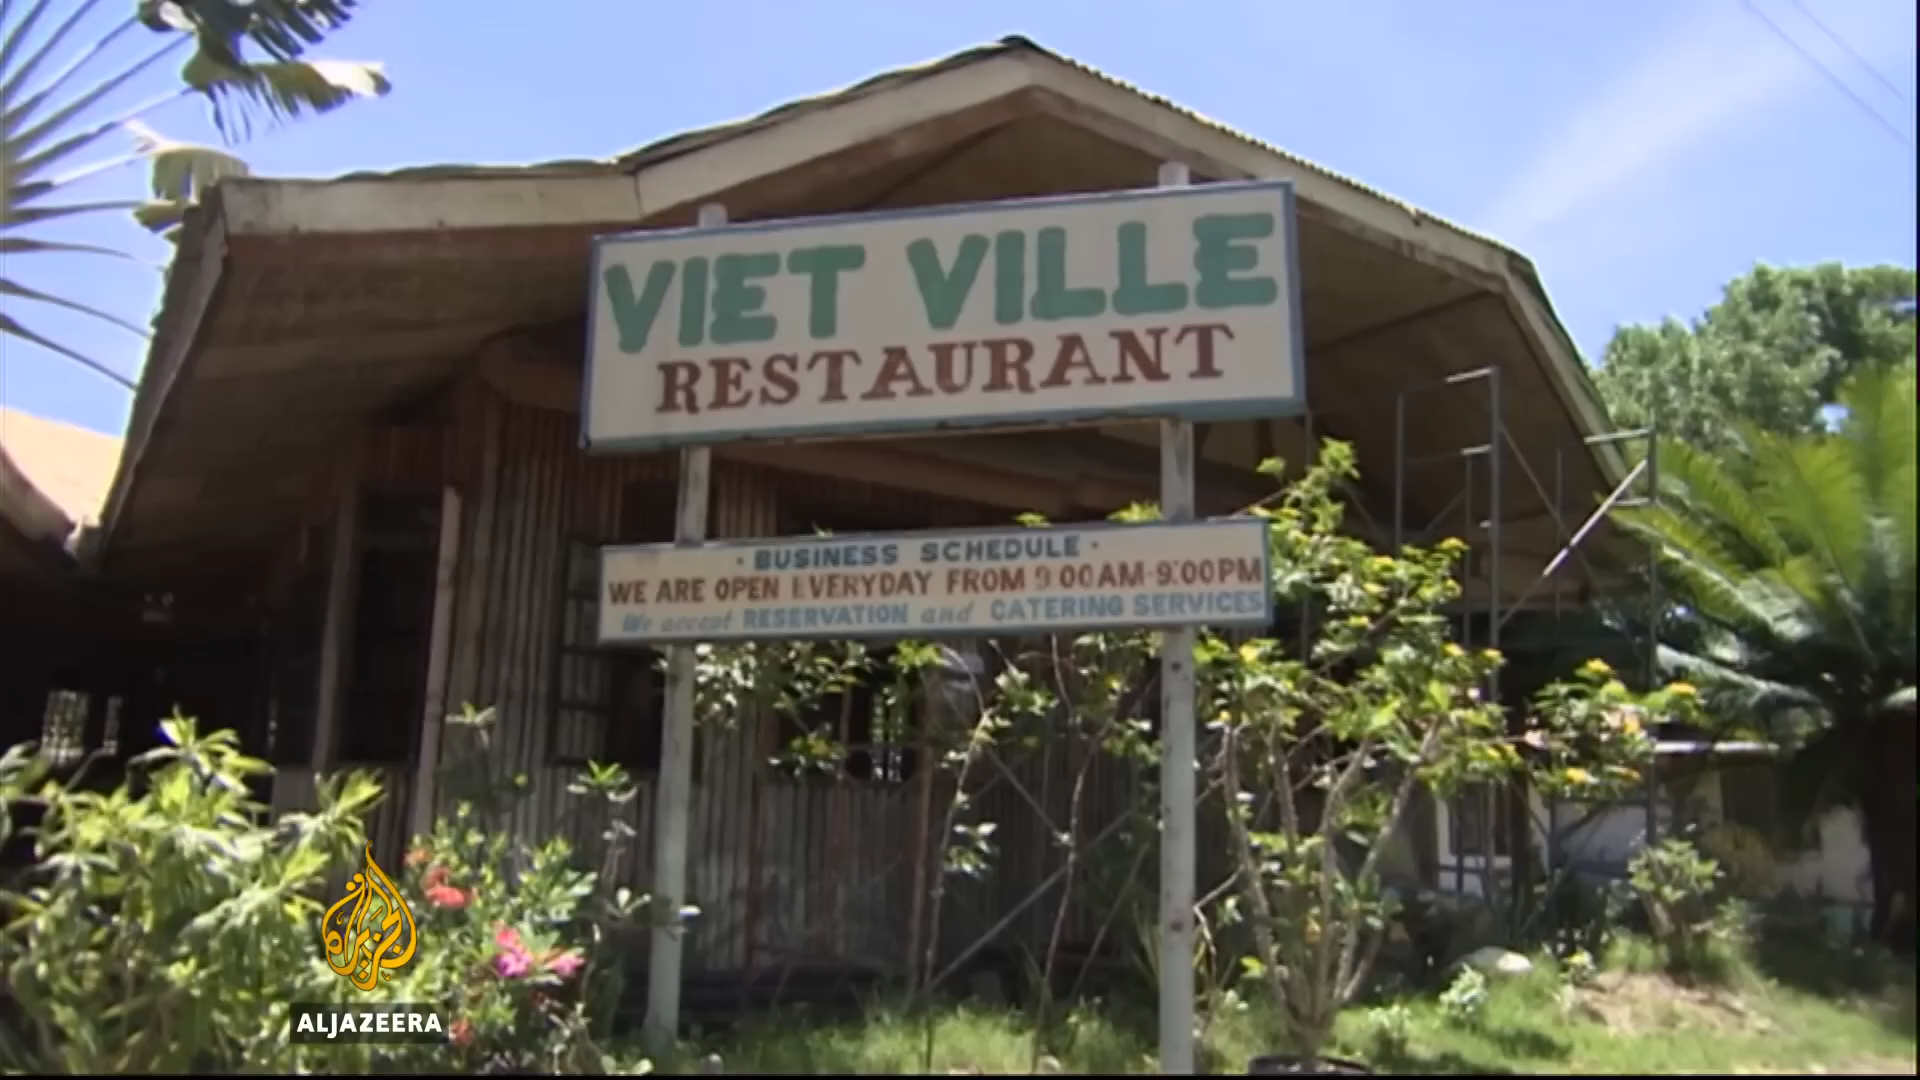 VIET VILLE
RESTAURANT
· BUSINESS SCHEDULE ·
WE ARE OPEN EVERYDAY FROM 9:00AM-9:00PM
We accept RESERVATION and CATERING SERVICES
الجزيرة
ALJAZEERA